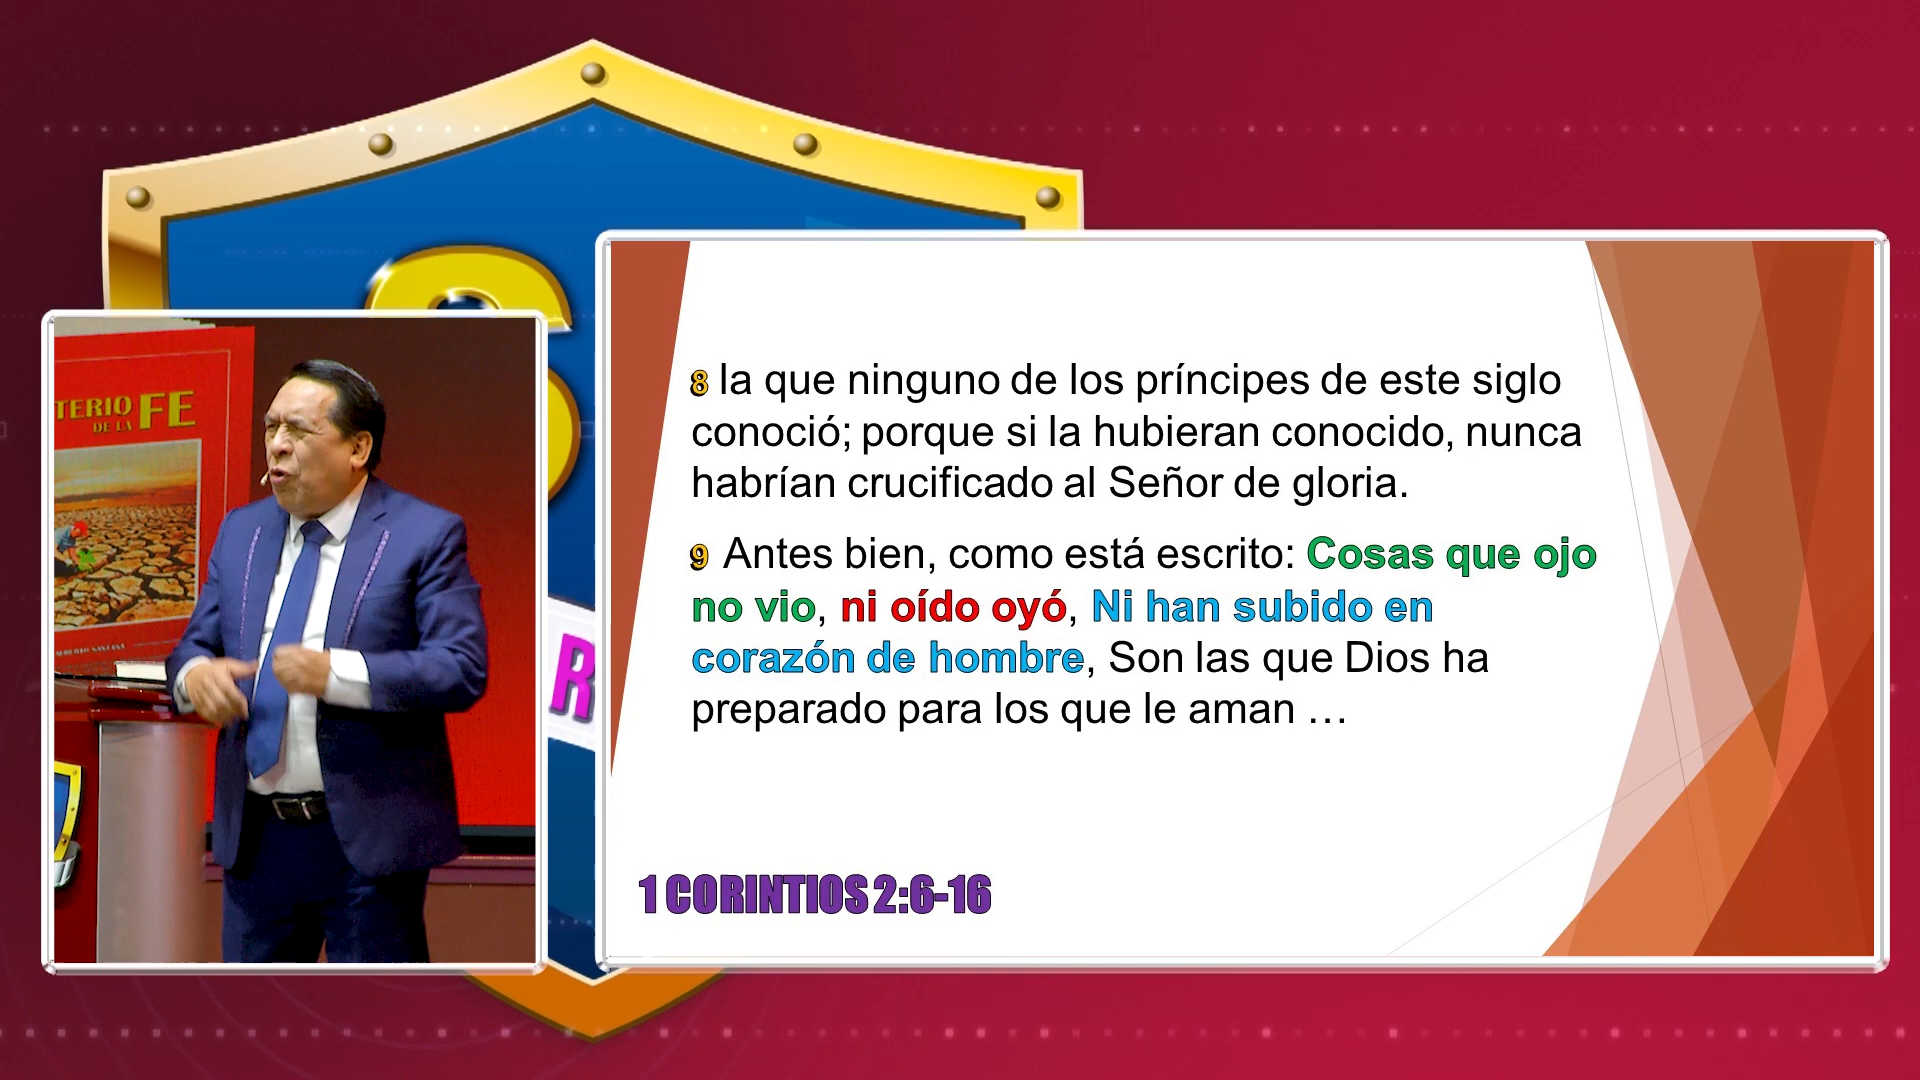 TERIO FE
DE LA
R
8 la que ninguno de los príncipes de este siglo
conoció; porque si la hubieran conocido, nunca
habrían crucificado al Señor de gloria.
9 Antes bien, como está escrito: Cosas que ojo
no vio, ni oído oyó, Ni han subido en
corazón de hombre, Son las que Dios ha
preparado para los que le aman …
1 CORINTIOS 2:6-16